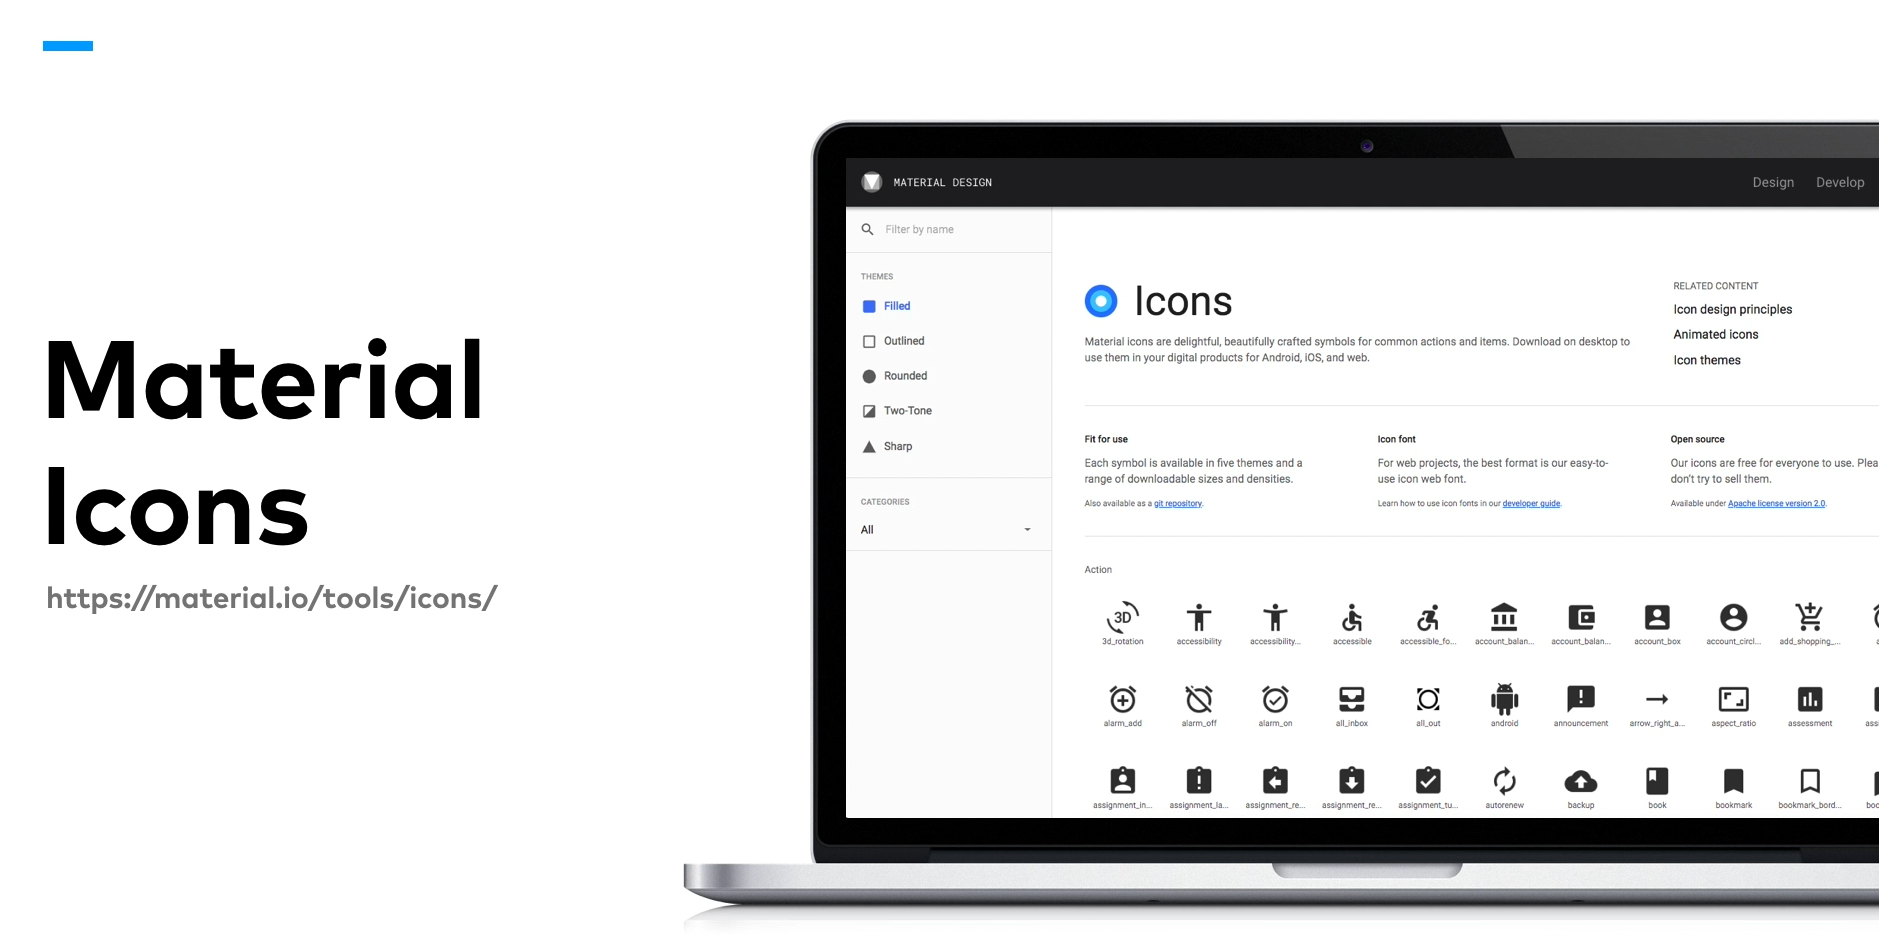 Material
Icons
https://material.io/tools/icons/
MATERIAL DESIGN
Design
Develop
Filter by name
THEMES
Filled
Outlined
Rounded
Two-Tone
Sharp
CATEGORIES
All
Icons
Material icons are delightful, beautifully crafted symbols for common actions and items. Download on desktop to
use them in your digital products for Android, iOS, and web.
RELATED CONTENT
Icon design principles
Animated icons
Icon themes
Fit for use
Each symbol is available in five themes and a
range of downloadable sizes and densities.
Also available as a git repository.
Icon font
For web projects, the best format is our easy-to-
use icon web font.
Learn how to use icon fonts in our developer guide.
Open source
Our icons are free for everyone to use. Plea
don't try to sell them.
Available under Apache license version 2.0.
Action
3D
3d_rotation accessibility accessibility... accessible accessible_fo... account_balan... account_balan... account_box account_circl... add_shopping_...
alarm_add alarm_off alarm_on all_inbox all_out android announcement arrow_right_a... aspect_ratio assessment
assignment_in... assignment_la... assignment_re... assignment_re... assignment_tu... autorenew backup book bookmark bookmark_bord...